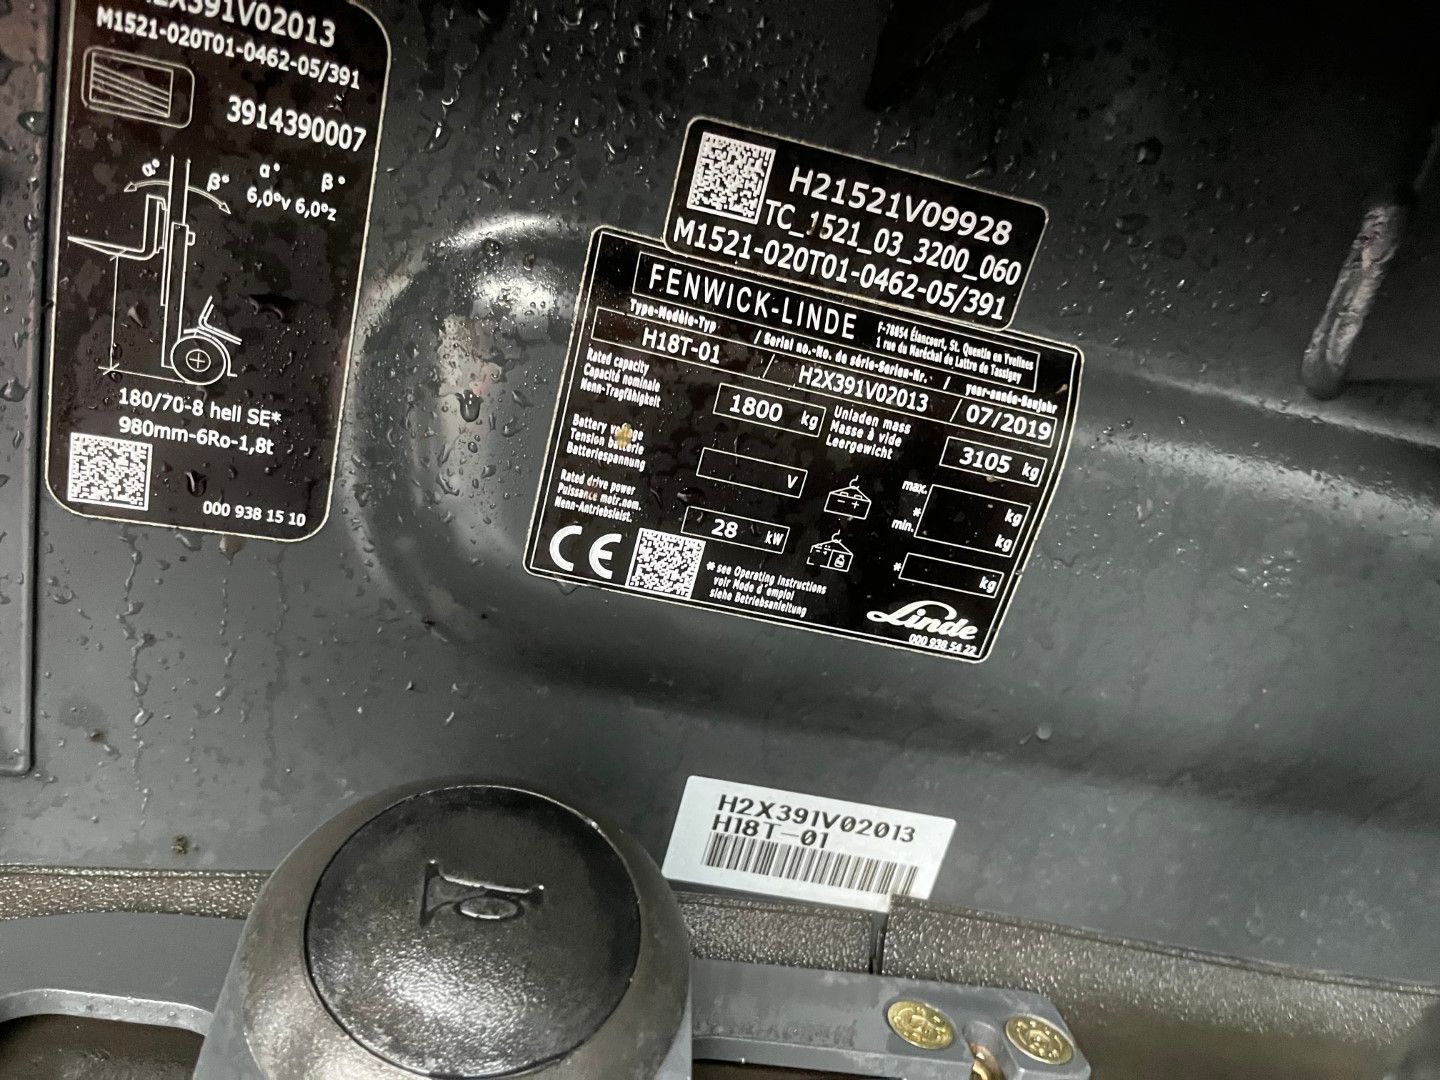 H2X391V02013
M1521-020T01-0462-05/391
3914390007
α° β°
α° β°
6,0°v 6,0°z
180/70-8 hell SE*
980mm-6Ro-1,8t
000 938 15 10
H21521V09928
TC_1521_03_3200_060
M1521-020T01-0462-05/391
FENWICK-LINDE
F-78854 Élancourt, St. Quentin en Yvelines
1 rue du Maréchal de Lattre de Tassigny
Type-Modèle-Typ / Serial no.-No. de série-Serien-Nr. / year-année-Baujahr
H18T-01 / H2X391V02013 / 07/2019
Rated capacity
Capacité nominale
Nenn-Tragfähigkeit
1800 kg
Unladen mass
Masse à vide
Leergewicht
3105 kg
Battery voltage
Tension batterie
Batteriespannung
V
max. kg
*
min. kg
Rated drive power
Puissance motr.nom.
Nenn-Antriebsleist.
28 kW
* kg
CE
* see Operating Instructions
voir Mode d'emploi
siehe Betriebsanleitung
Linde
000 938 54 22
H2X391V02013
H18T-01